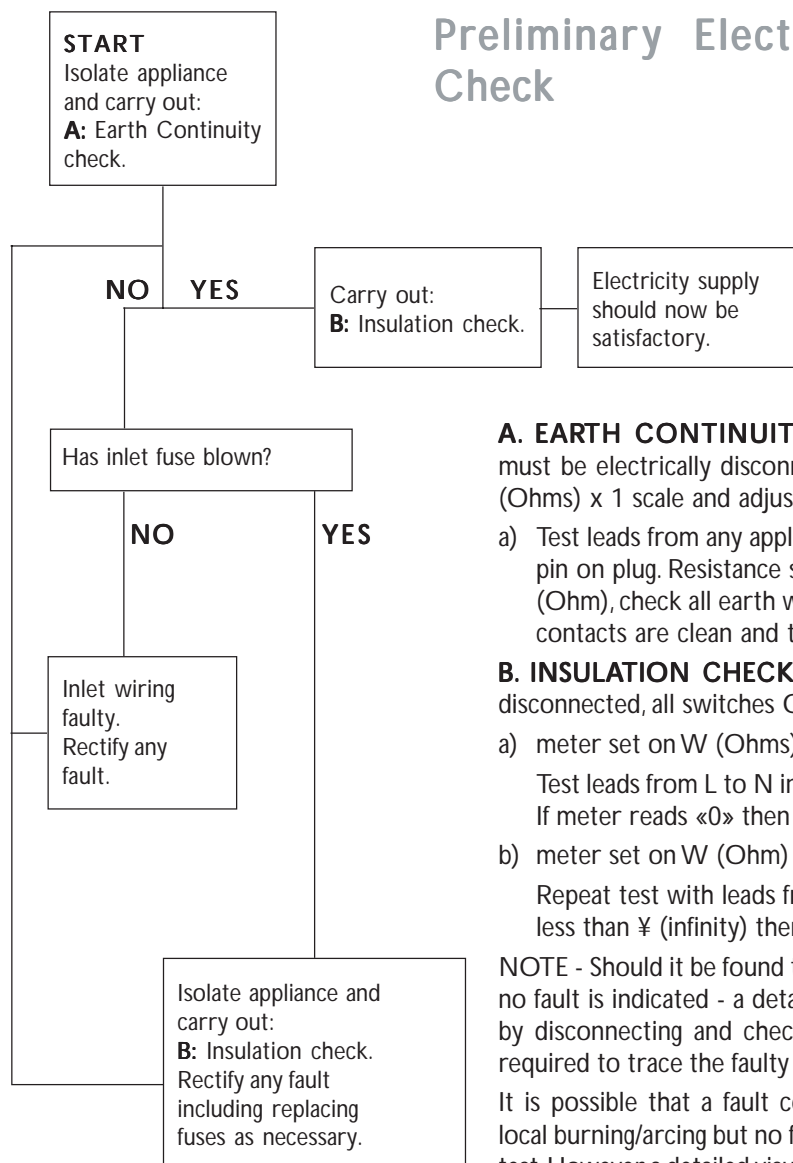 Preliminary Elect
Check
START
Isolate appliance
and carry out:
A: Earth Continuity
check.
NO YES
Carry out:
B: Insulation check.
Electricity supply
should now be
satisfactory.
Has inlet fuse blown?
NO YES
Inlet wiring
faulty.
Rectify any
fault.
Isolate appliance and
carry out:
B: Insulation check.
Rectify any fault
including replacing
fuses as necessary.
A. EARTH CONTINUIT
must be electrically disconn
(Ohms) x 1 scale and adjus
a) Test leads from any appl
pin on plug. Resistance s
(Ohm), check all earth w
contacts are clean and t
B. INSULATION CHECK
disconnected, all switches O
a) meter set on W (Ohms)
Test leads from L to N in
If meter reads «0» then
b) meter set on W (Ohm)
Repeat test with leads fr
less than ¥ (infinity) then
NOTE - Should it be found t
no fault is indicated - a deta
by disconnecting and chec
required to trace the faulty
It is possible that a fault co
local burning/arcing but no f